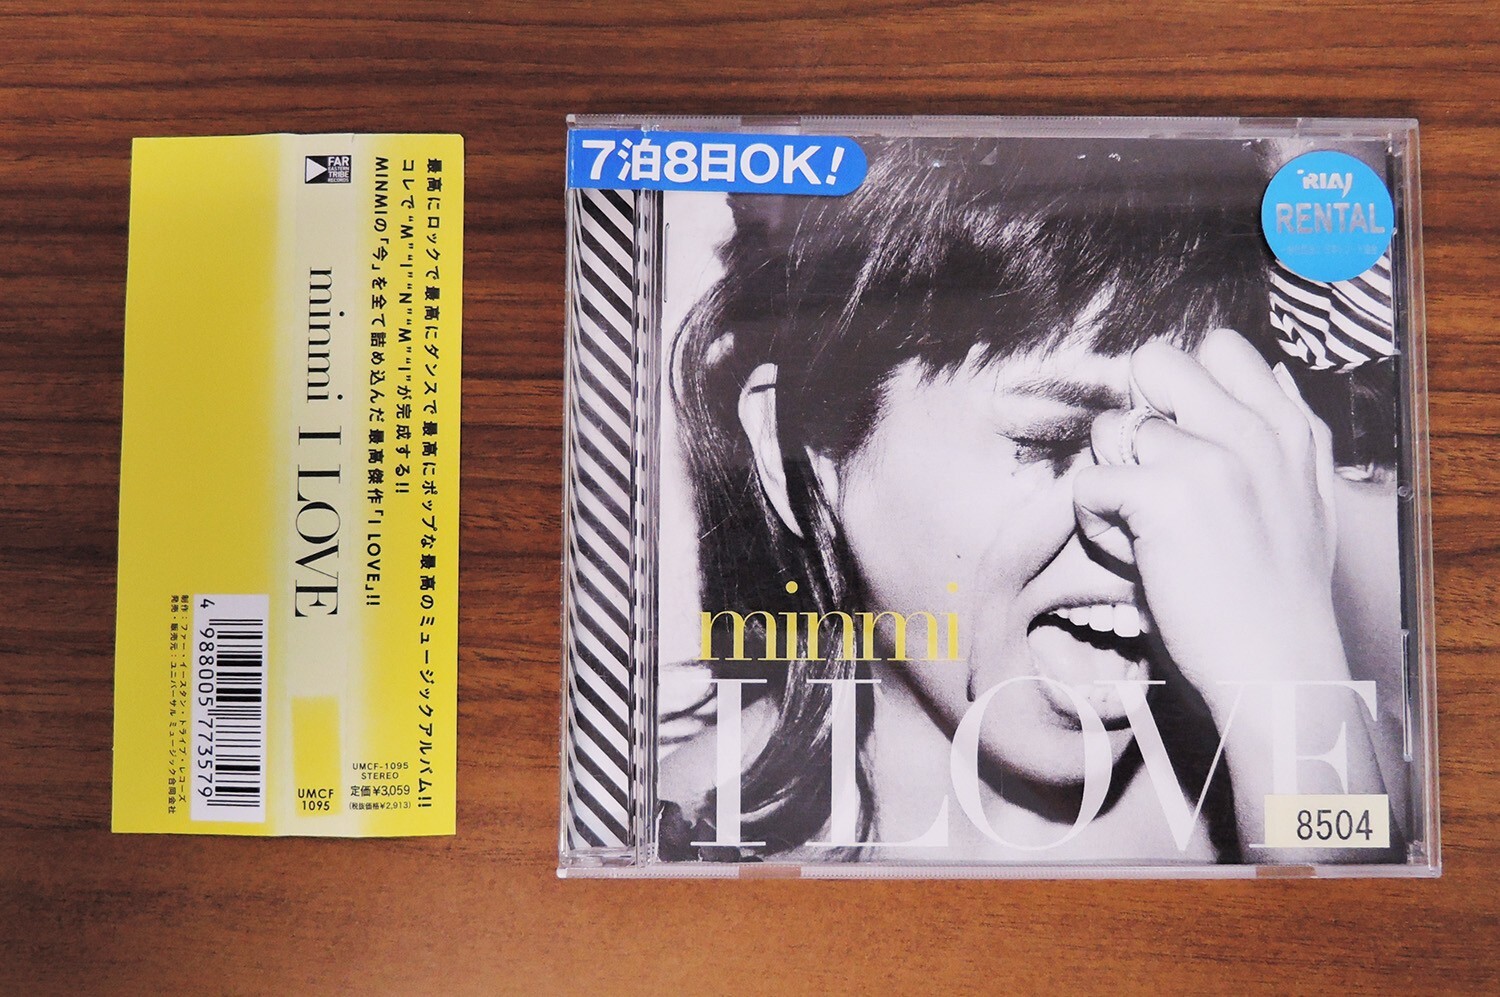 FAR
EASTERN
TRIBE
RECORDS
最高にロックで最高にダンスで最高にポップな最高のミュージックアルバム!!
コレで“M”“I”“N”“M”“I”が完成する!!
MINMIの「今」を全て詰め込んだ最高傑作「I LOVE」!!
minmi I LOVE
UMCF-1095
STEREO
定価¥3,059
(税抜価格¥2,913)
UMCF
1095
4 988005 773579
制作:ファー・イースタン・トライブ・レコーズ
発売・販売元:ユニバーサル ミュージック合同会社
7泊8日OK!
RIAJ
RENTAL
minmi
I LOVE
8504